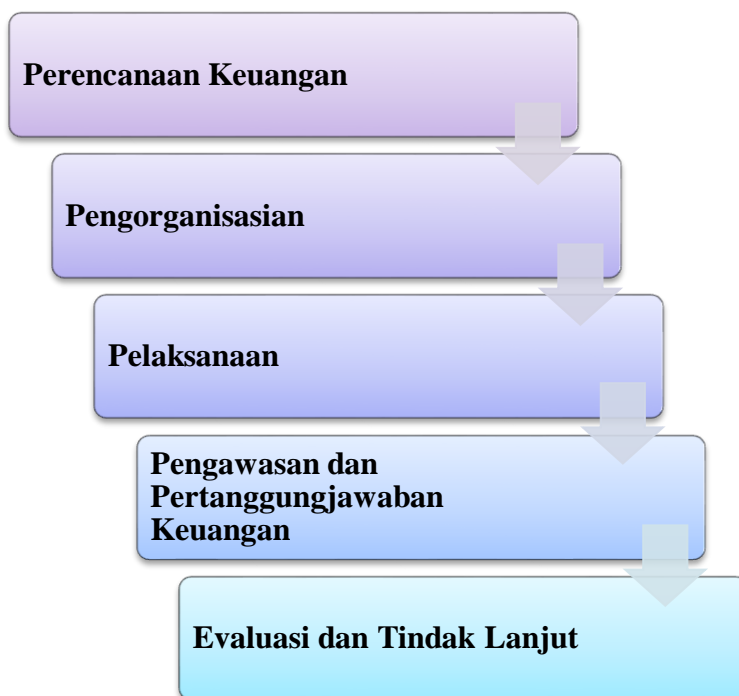 Perencanaan Keuangan
Pengorganisasian
Pelaksanaan
Pengawasan dan
Pertanggungjawaban
Keuangan
Evaluasi dan Tindak Lanjut